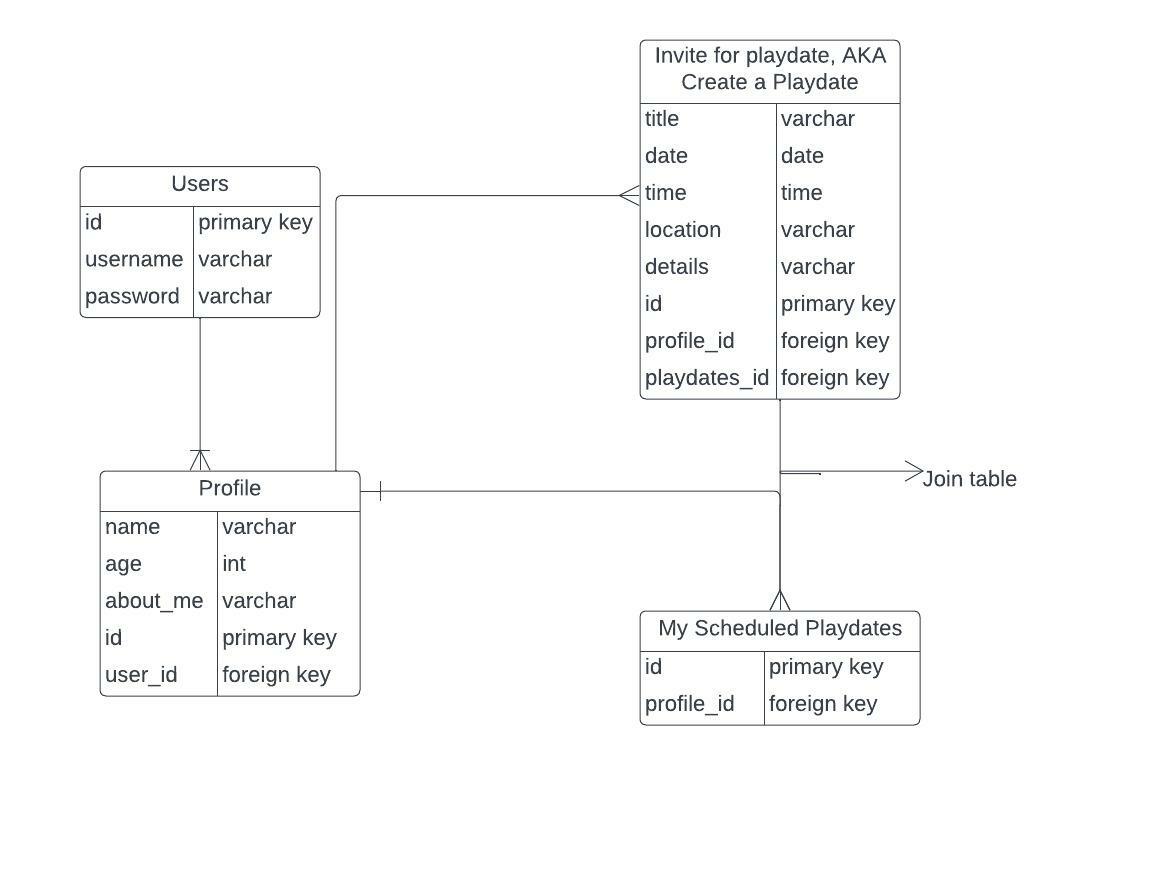 Invite for playdate, AKA
Create a Playdate
title varchar
date date
time time
location varchar
details varchar
id primary key
profile_id foreign key
playdates_id foreign key
Users
id primary key
username varchar
password varchar
Profile
name varchar
age int
about_me varchar
id primary key
user_id foreign key
Join table
My Scheduled Playdates
id primary key
profile_id foreign key